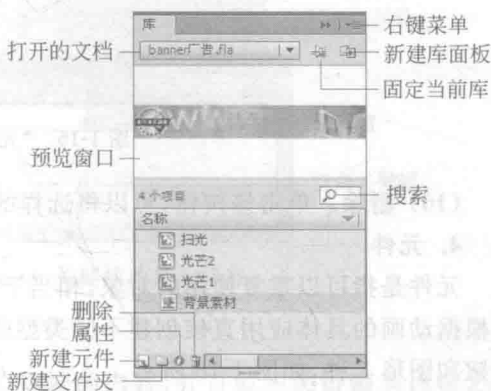 库
右键菜单
打开的文档
banner广告.fla
新建库面板
固定当前库
预览窗口
4个项目
搜索
名称
扫光
光芒2
光芒1
背景素材
删除
属性
新建元件
新建文件夹